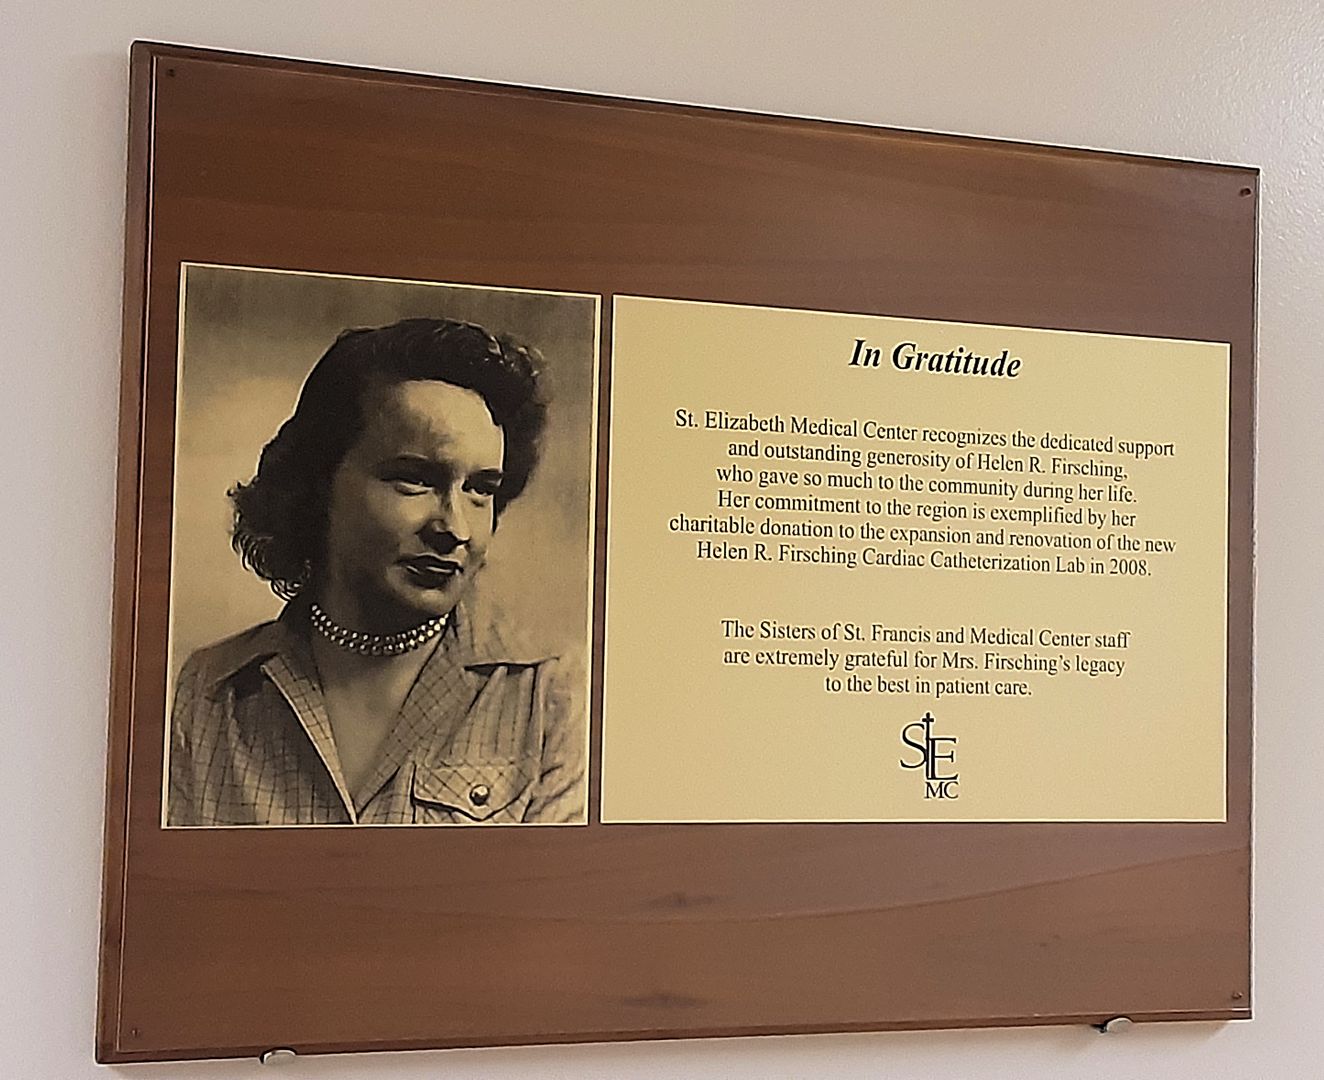 In Gratitude
St. Elizabeth Medical Center recognizes the dedicated support
and outstanding generosity of Helen R. Firsching,
who gave so much to the community during her life.
Her commitment to the region is exemplified by her
charitable donation to the expansion and renovation of the new
Helen R. Firsching Cardiac Catheterization Lab in 2008.
The Sisters of St. Francis and Medical Center staff
are extremely grateful for Mrs. Firsching's legacy
to the best in patient care.
StE
MC